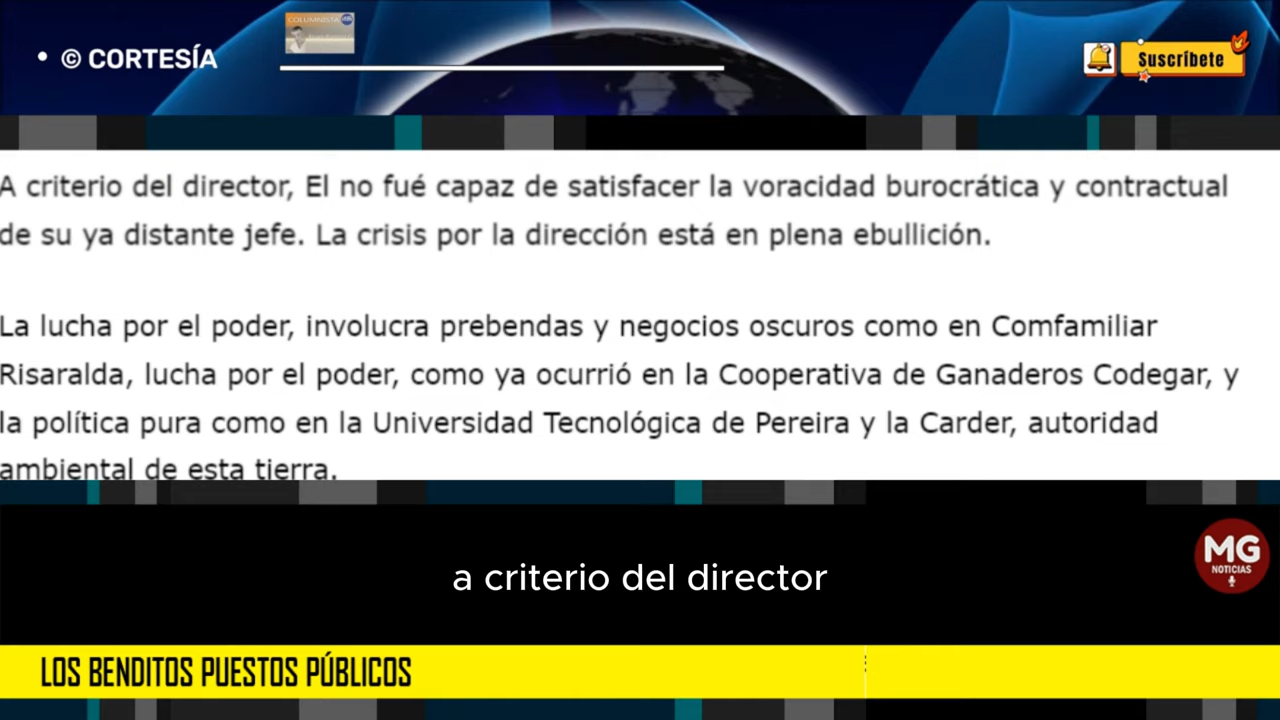 • © CORTESÍA
COLUMNISTA
Suscríbete
A criterio del director, El no fué capaz de satisfacer la voracidad burocrática y contractual
de su ya distante jefe. La crisis por la dirección está en plena ebullición.
La lucha por el poder, involucra prebendas y negocios oscuros como en Comfamiliar
Risaralda, lucha por el poder, como ya ocurrió en la Cooperativa de Ganaderos Codegar, y
la política pura como en la Universidad Tecnológica de Pereira y la Carder, autoridad
ambiental de esta tierra.
a criterio del director
MG
NOTICIAS
LOS BENDITOS PUESTOS PÚBLICOS